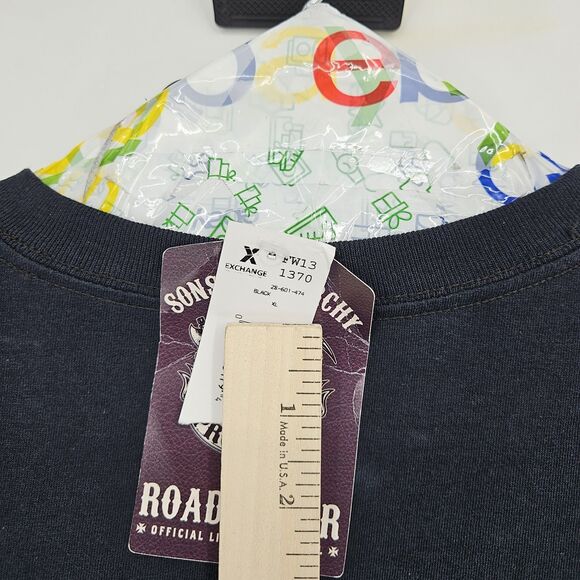 X
EXCHANGE
FW13
1370
28-601-474
BLACK
XL
SONS
CHY
1
Made in U.S.A.
2
ROAD
R
OFFICIAL LI